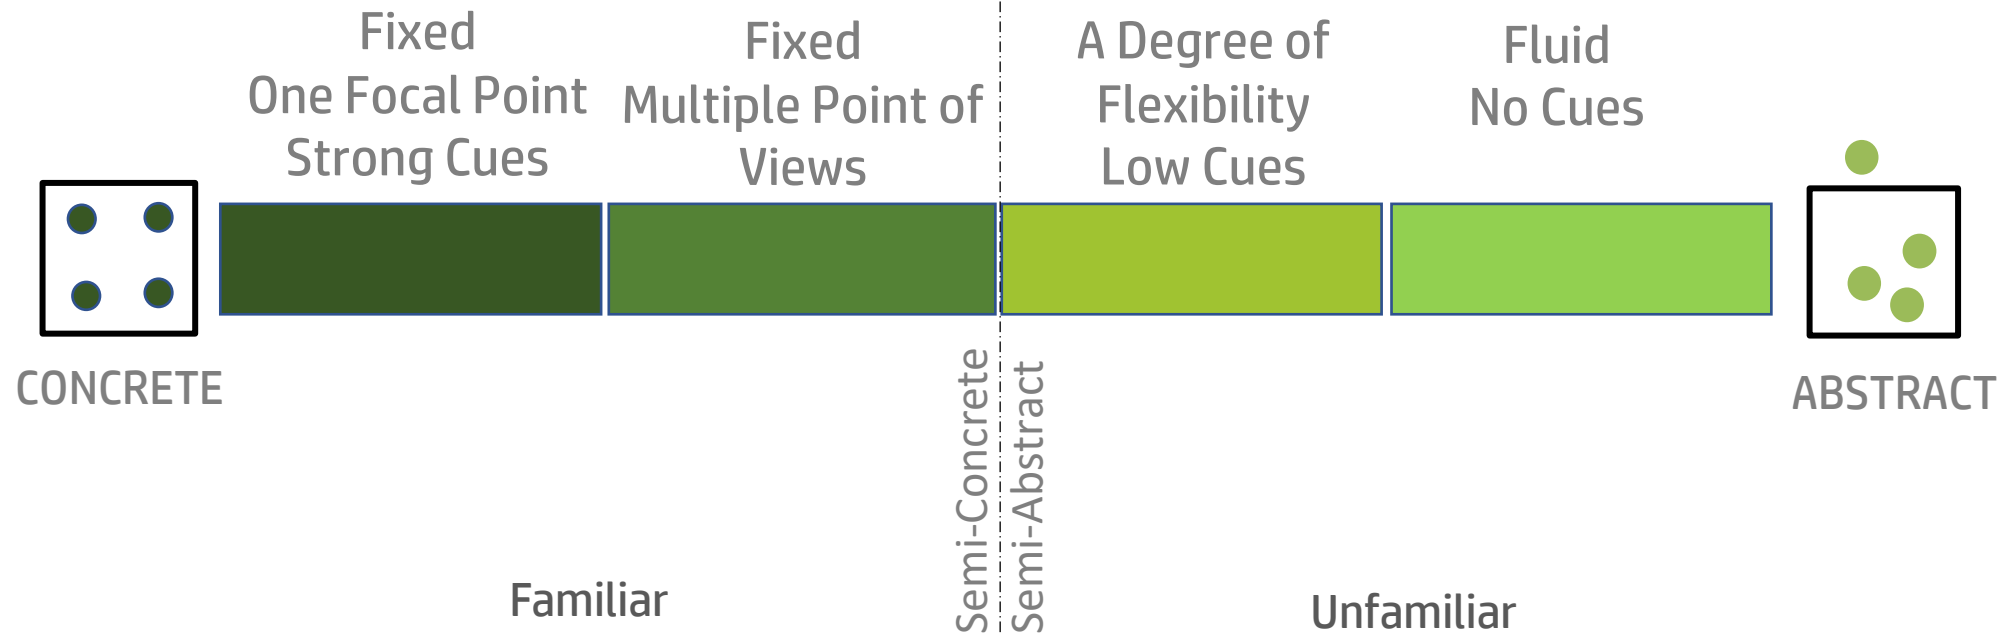 Fixed
One Focal Point
Strong Cues
Fixed
Multiple Point of
Views
A Degree of
Flexibility
Low Cues
Fluid
No Cues
CONCRETE
ABSTRACT
Semi-Concrete
Semi-Abstract
Familiar
Unfamiliar